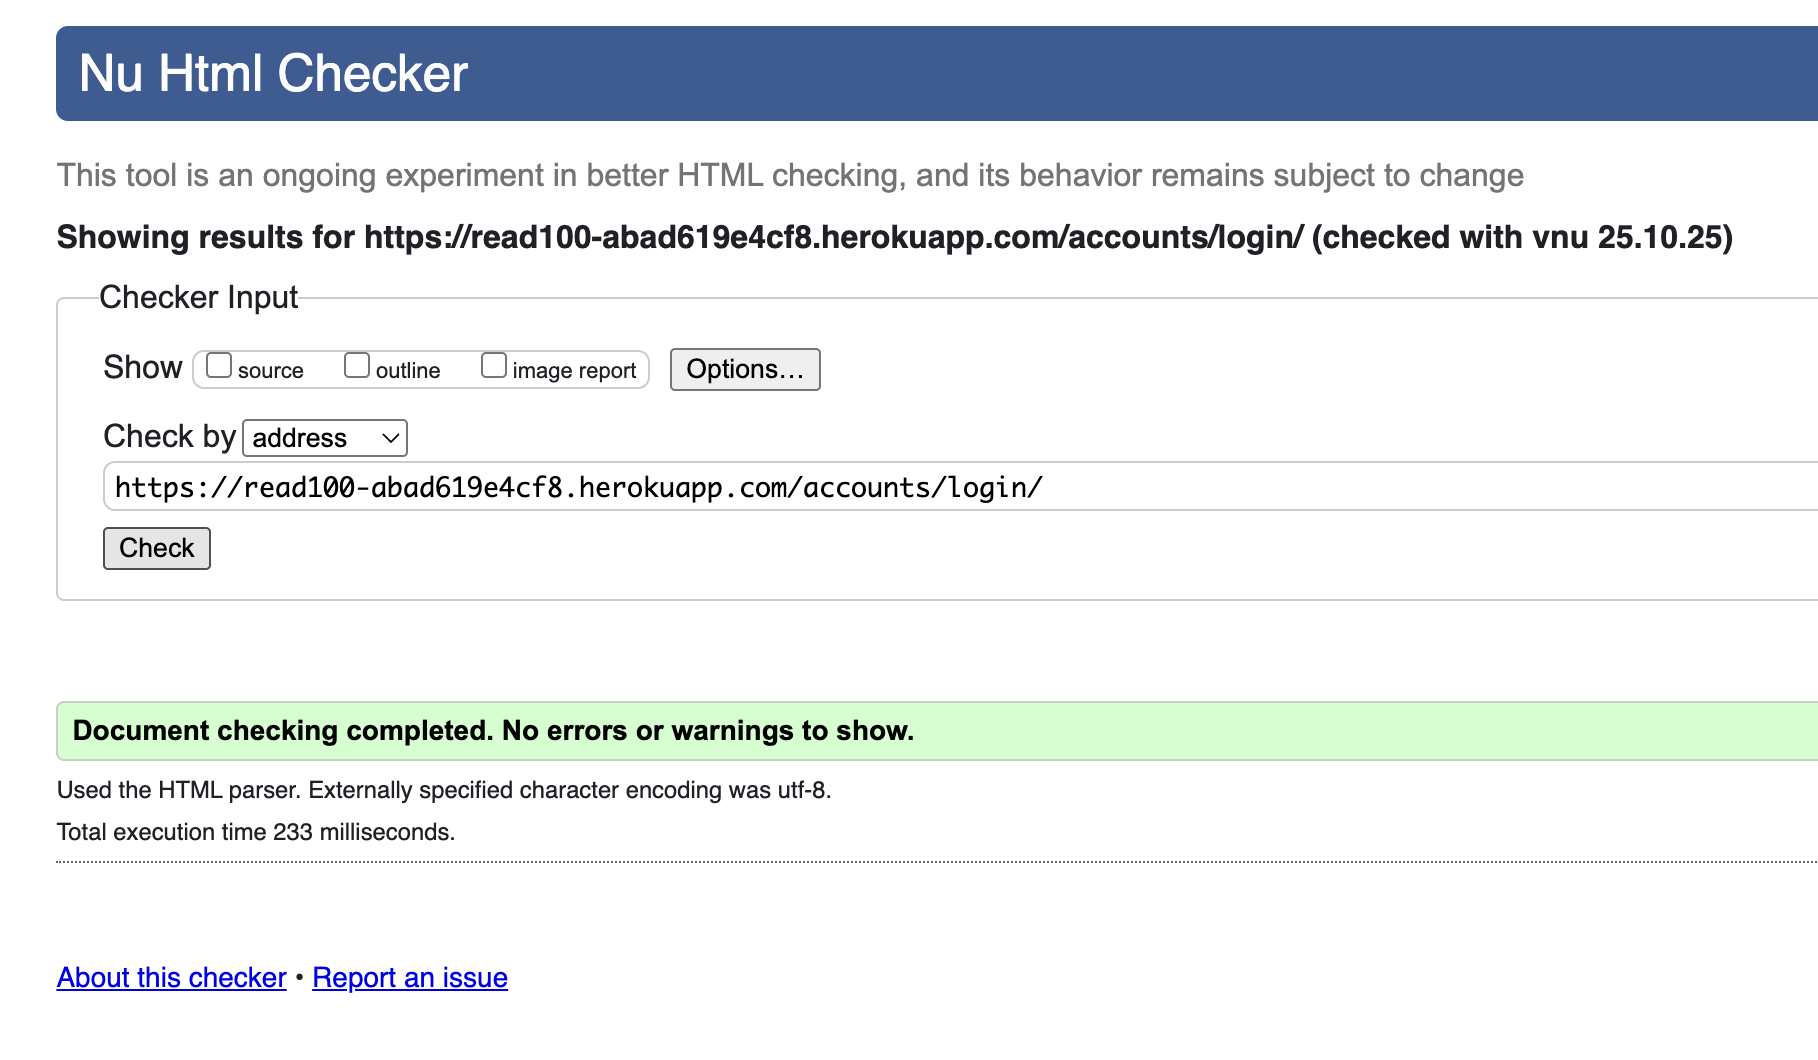 Nu Html Checker
This tool is an ongoing experiment in better HTML checking, and its behavior remains subject to change
Showing results for https://read100-abad619e4cf8.herokuapp.com/accounts/login/ (checked with vnu 25.10.25)
Checker Input
Show source outline image report Options...
Check by address
https://read100-abad619e4cf8.herokuapp.com/accounts/login/
Check
Document checking completed. No errors or warnings to show.
Used the HTML parser. Externally specified character encoding was utf-8.
Total execution time 233 milliseconds.
About this checker • Report an issue